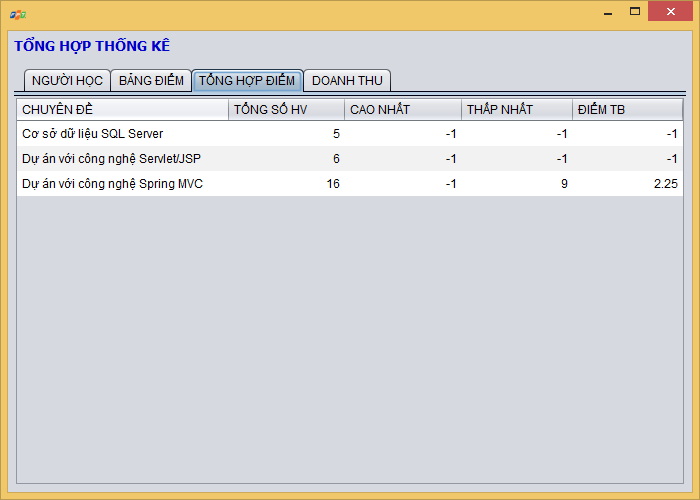 TỔNG HỢP THỐNG KÊ
NGƯỜI HỌC BẢNG ĐIỂM TỔNG HỢP ĐIỂM DOANH THU
CHUYÊN ĐỀ TỔNG SỐ HV CAO NHẤT THẤP NHẤT ĐIỂM TB
Cơ sở dữ liệu SQL Server 5 -1 -1 -1
Dự án với công nghệ Servlet/JSP 6 -1 -1 -1
Dự án với công nghệ Spring MVC 16 -1 9 2.25